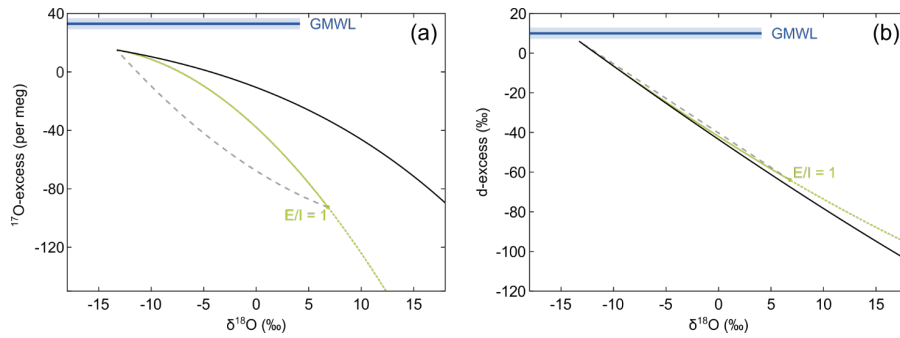 40
0
-40
-80
-120
-15
-10
-5
0
5
10
15
¹⁷O-excess (per meg)
δ¹⁸O (‰)
GMWL
(a)
E/I = 1
20
0
-20
-40
-60
-80
-100
-120
-15
-10
-5
0
5
10
15
d-excess (‰)
δ¹⁸O (‰)
GMWL
(b)
E/I = 1